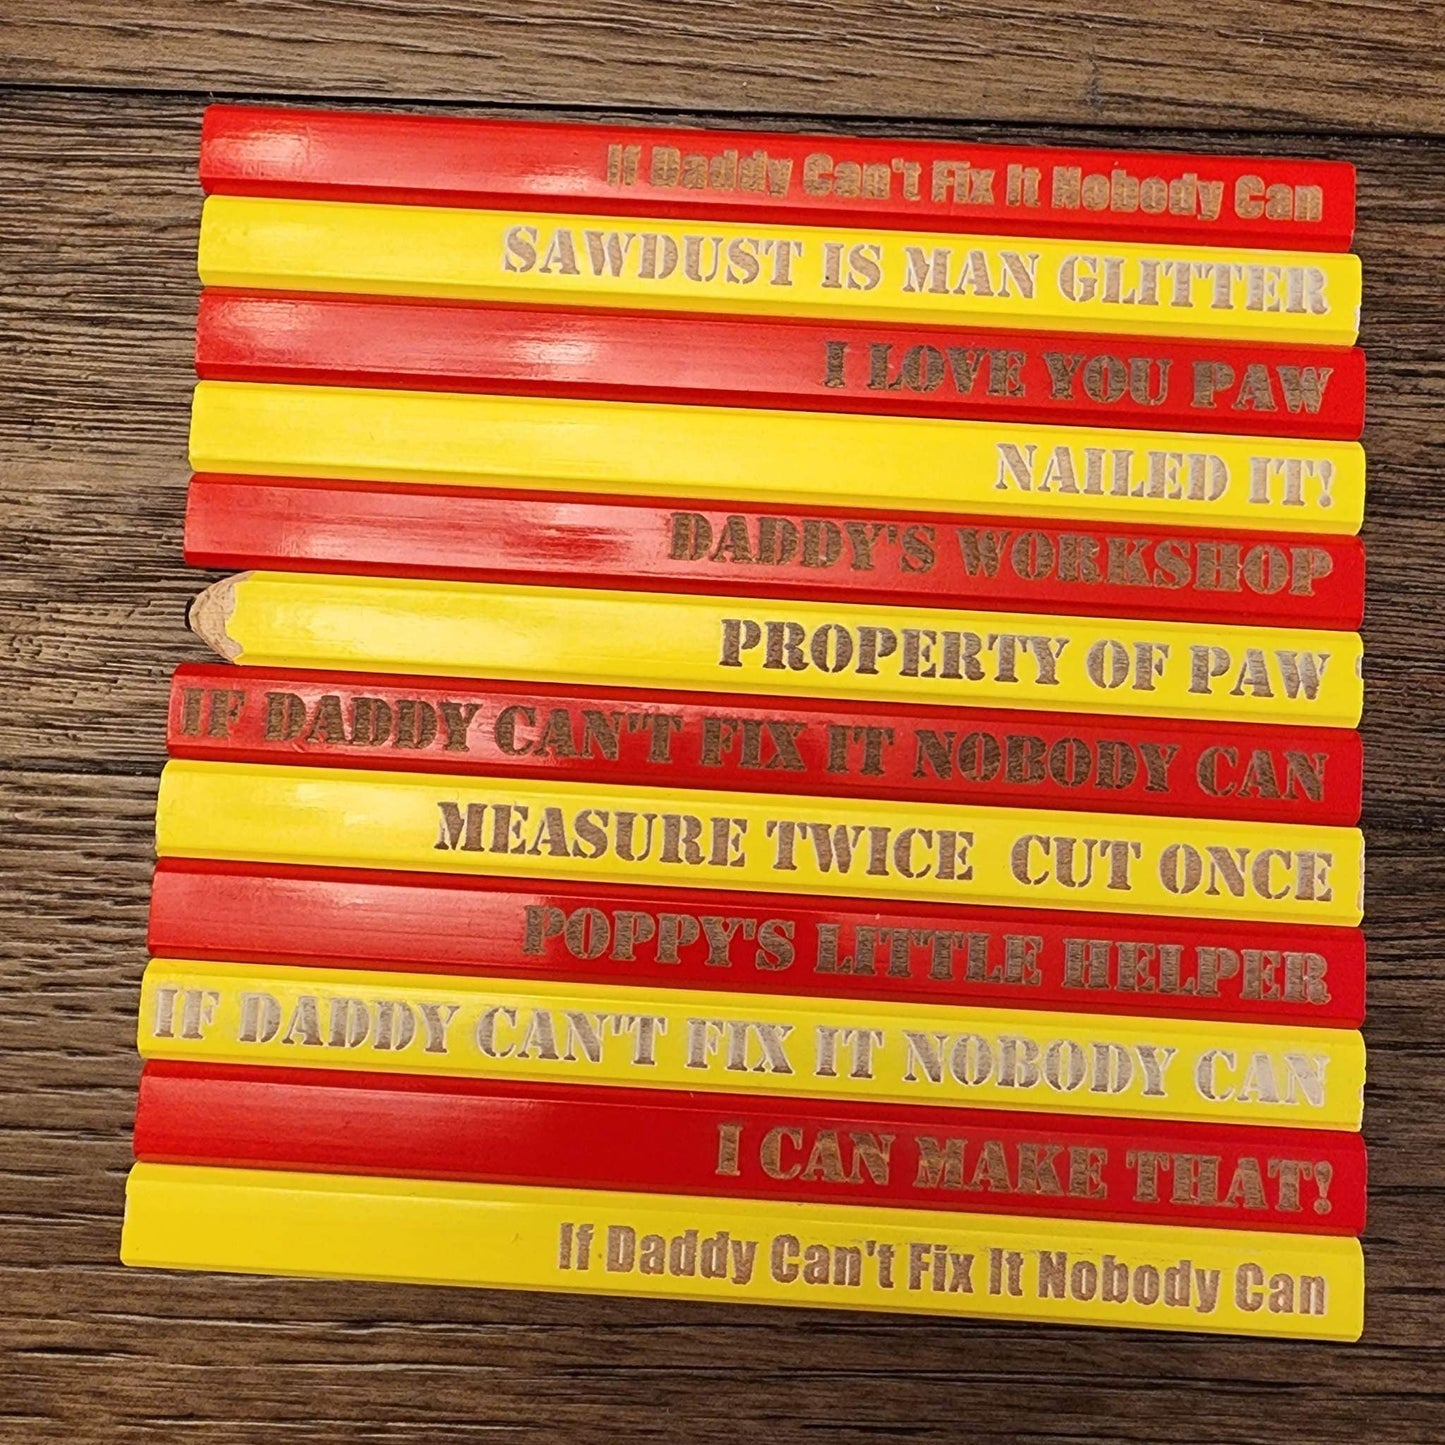 If Daddy Can't Fix It Nobody Can
SAWDUST IS MAN GLITTER
I LOVE YOU PAW
NAILED IT!
DADDY'S WORKSHOP
PROPERTY OF PAW
IF DADDY CAN'T FIX IT NOBODY CAN
MEASURE TWICE CUT ONCE
POPPY'S LITTLE HELPER
IF DADDY CAN'T FIX IT NOBODY CAN
I CAN MAKE THAT!
If Daddy Can't Fix It Nobody Can